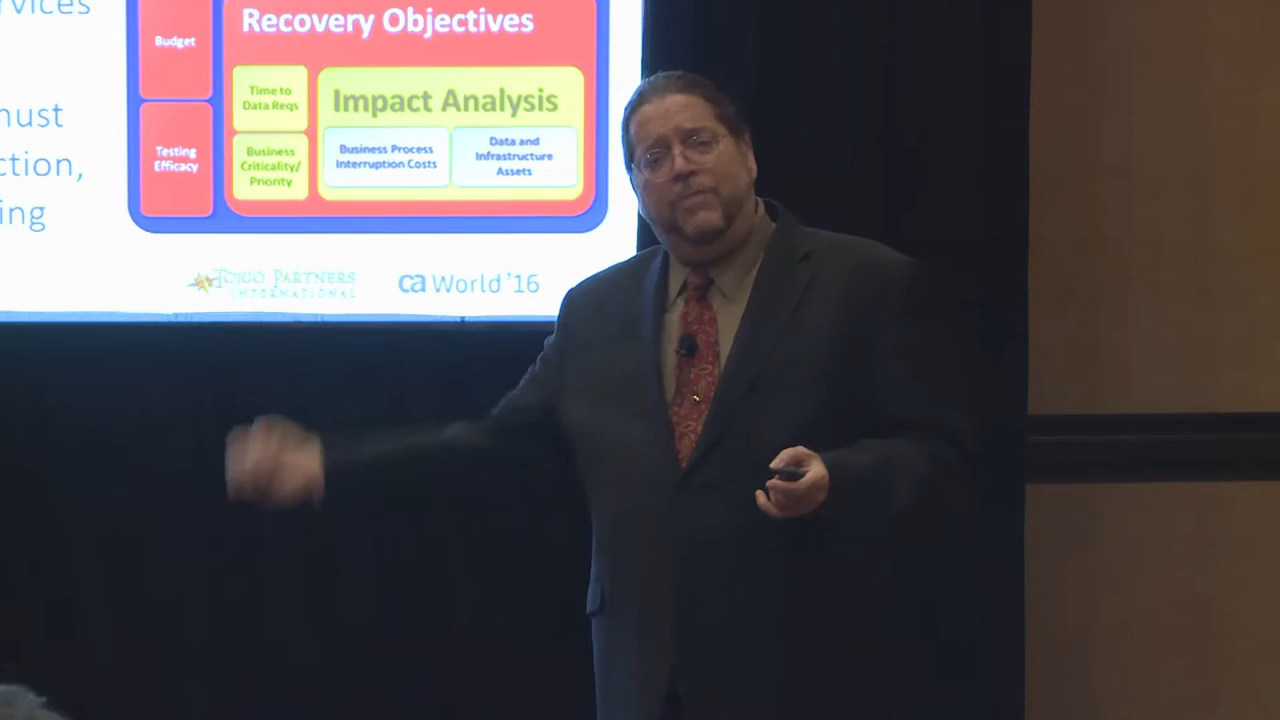 rvices
must
ction,
ing
Budget
Testing
Efficacy
Recovery Objectives
Time to
Data Reqs
Business
Criticality/
Priority
Impact Analysis
Business Process
Interruption Costs
Data and
Infrastructure
Assets
TOIGO PARTNERS
INTERNATIONAL
ca World '16